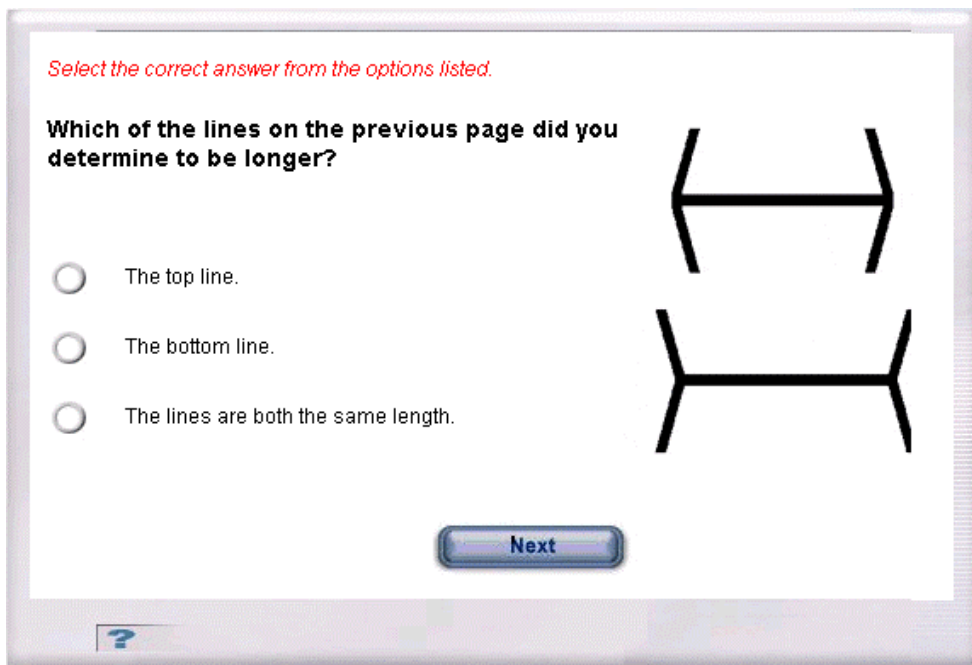 Select the correct answer from the options listed.
Which of the lines on the previous page did you
determine to be longer?
The top line.
The bottom line.
The lines are both the same length.
Next
?